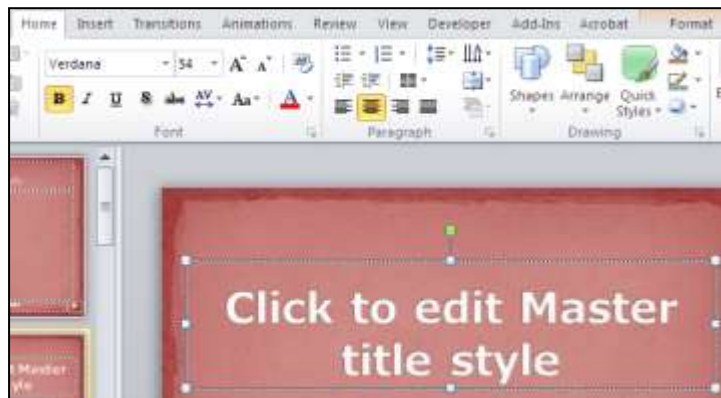 Home Insert Transitions Animations Review View Developer Add-Ins Acrobat Format
Verdana 54 A A
B I U S abc AV Aa A
Shapes Arrange Quick Styles
Font Paragraph Drawing
Click to edit Master
title style